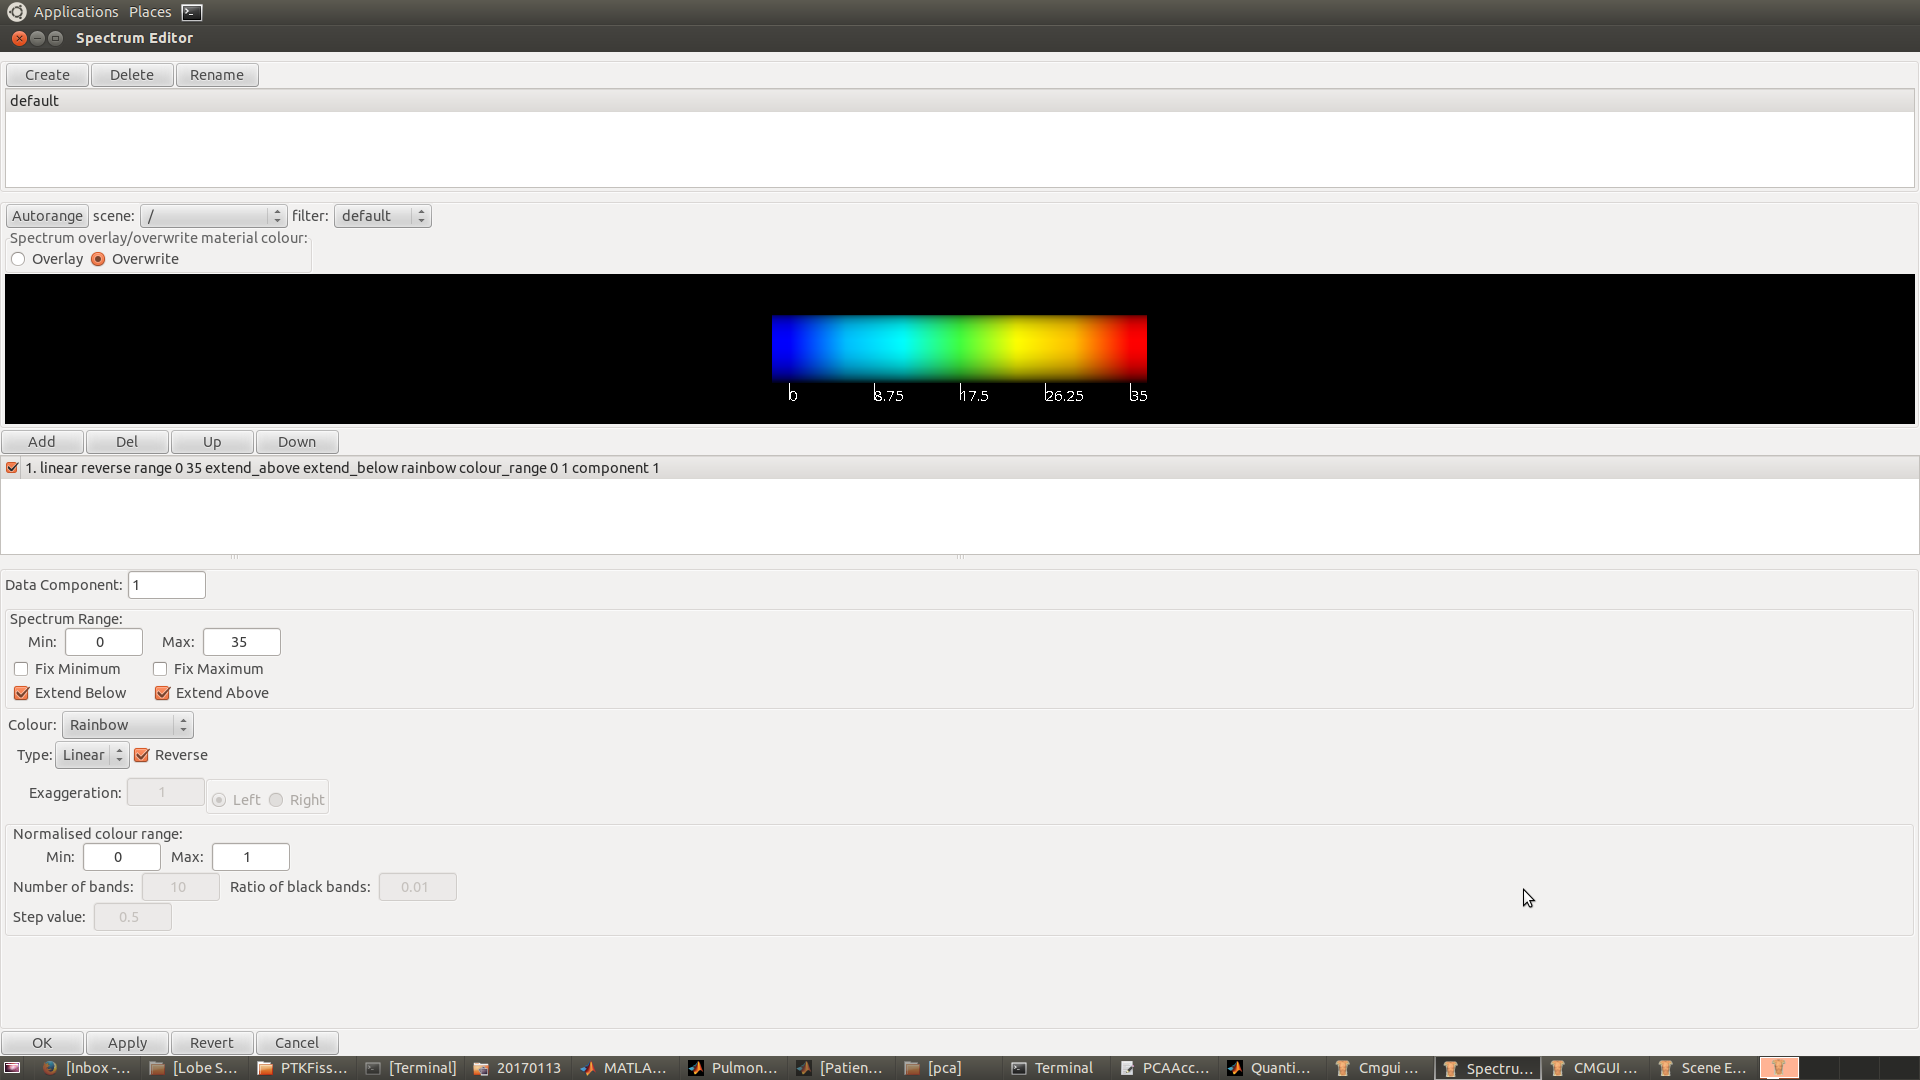 Applications Places
Spectrum Editor
Create Delete Rename
default
Autorange scene: / filter: default
Spectrum overlay/overwrite material colour:
Overlay Overwrite
0 8.75 17.5 26.25 35
Add Del Up Down
1. linear reverse range 0 35 extend_above extend_below rainbow colour_range 0 1 component 1
Data Component: 1
Spectrum Range:
Min: 0 Max: 35
Fix Minimum Fix Maximum
Extend Below Extend Above
Colour: Rainbow
Type: Linear Reverse
Exaggeration: 1 Left Right
Normalised colour range:
Min: 0 Max: 1
Number of bands: 10 Ratio of black bands: 0.01
Step value: 0.5
OK Apply Revert Cancel
[Inbox -... [Lobe S... PTKFiss... [Terminal] 20170113 MATLA... Pulmon... [Patien... [pca] Terminal PCAAcc... Quanti... Cmgui ... Spectru... CMGUI ... Scene E...